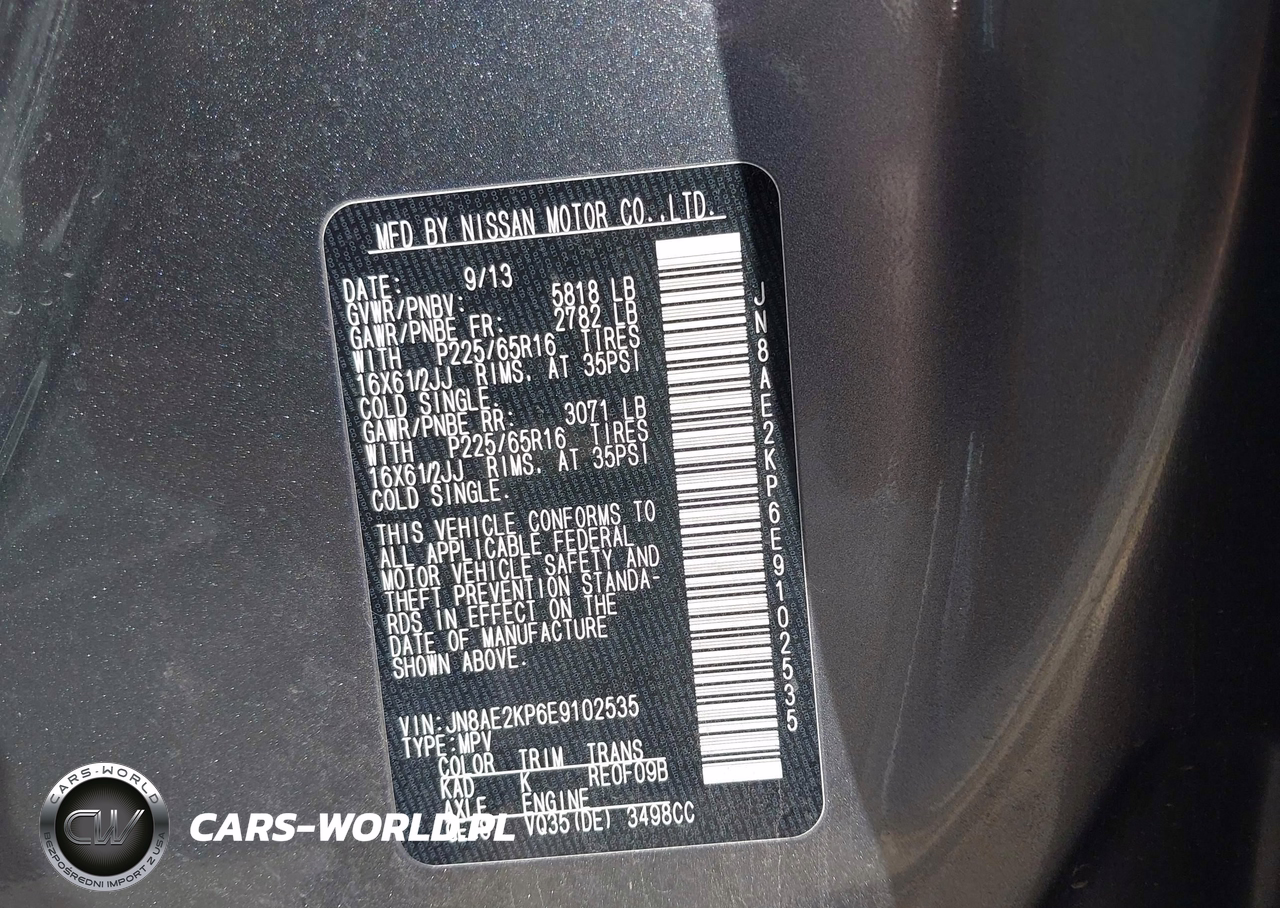 MFD BY NISSAN MOTOR CO.,LTD.
DATE: 9/13
GVWR/PNBV: 5818 LB
GAWR/PNBE FR: 2782 LB
WITH P225/65R16 TIRES
16X61/2JJ RIMS, AT 35PSI
COLD SINGLE.
GAWR/PNBE RR: 3071 LB
WITH P225/65R16 TIRES
16X61/2JJ RIMS, AT 35PSI
COLD SINGLE.
THIS VEHICLE CONFORMS TO
ALL APPLICABLE FEDERAL
MOTOR VEHICLE SAFETY AND
THEFT PREVENTION STANDA-
RDS IN EFFECT ON THE
DATE OF MANUFACTURE
SHOWN ABOVE.
VIN:JN8AE2KP6E9102535
TYPE:MPV
COLOR TRIM TRANS
KAD K RE0F09B
AXLE ENGINE
VQ35(DE) 3498CC
JN8AE2KP6E9102535
CARS-WORLD
CW
BEZPOŚREDNI IMPORT Z USA
CARS-WORLD.PL